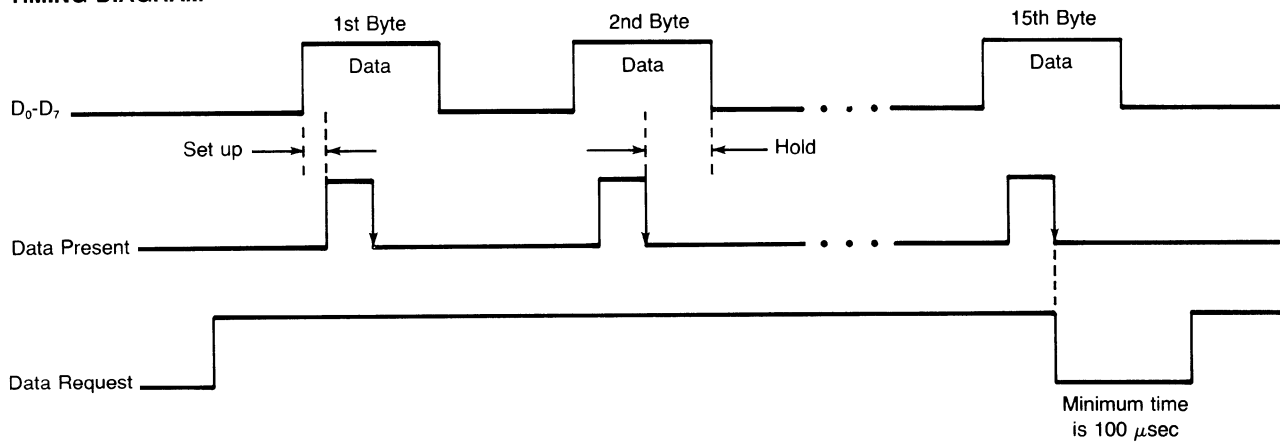 TIMING DIAGRAM
1st Byte
2nd Byte
15th Byte
Data
Data
Data
D₀-D₇
Set up
Hold
Data Present
Data Request
Minimum time
is 100 μsec